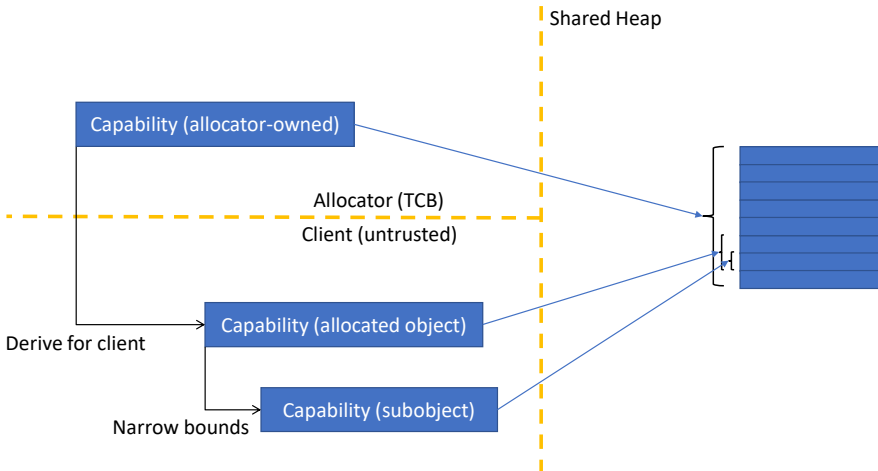 Shared Heap
Capability (allocator-owned)
Allocator (TCB)
Client (untrusted)
Capability (allocated object)
Derive for client
Capability (subobject)
Narrow bounds